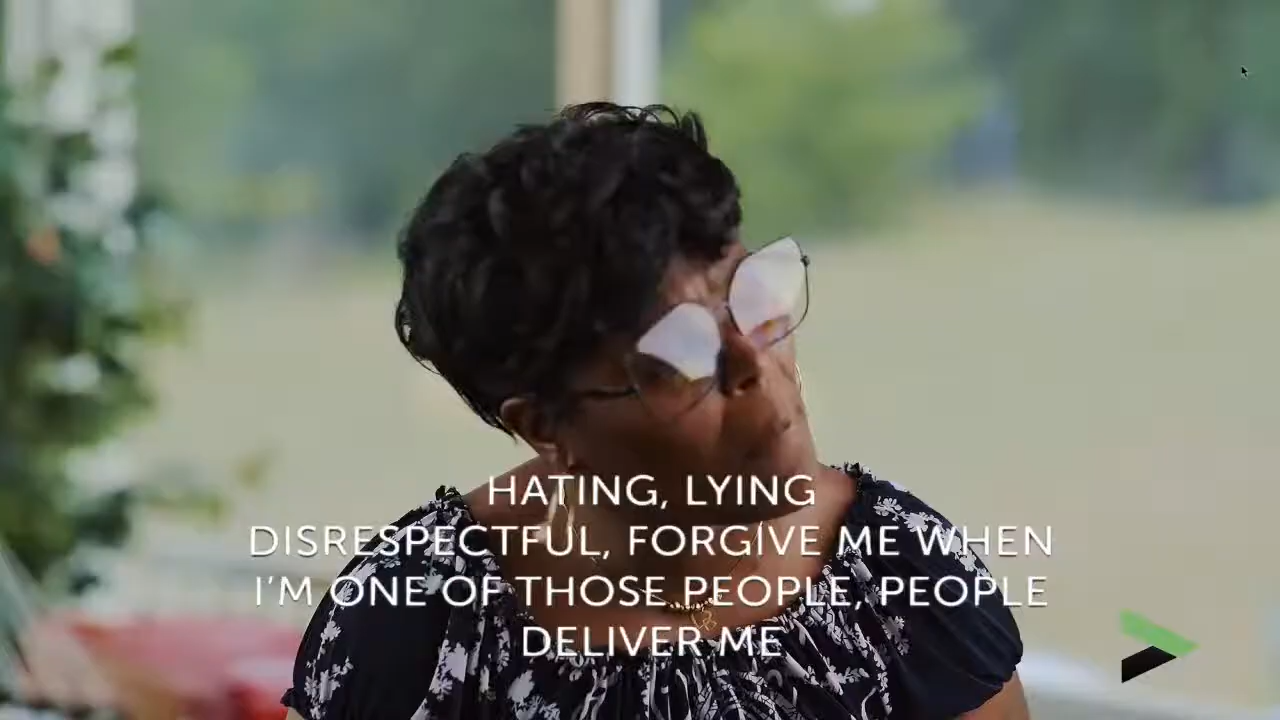 HATING, LYING
DISRESPECTFUL, FORGIVE ME WHEN
I'M ONE OF THOSE PEOPLE, PEOPLE
DELIVER ME